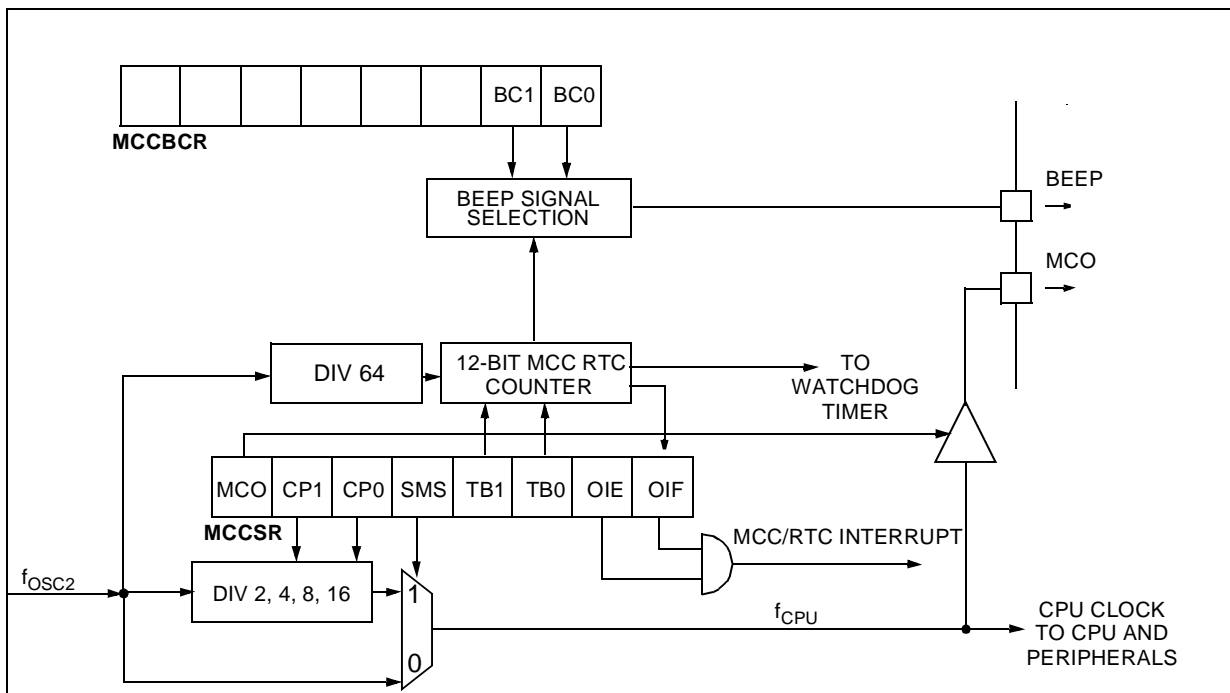 BC1 BC0
MCCBCR
BEEP SIGNAL
SELECTION
BEEP
MCO
DIV 64
12-BIT MCC RTC
COUNTER
TO
WATCHDOG
TIMER
MCO CP1 CP0 SMS TB1 TB0 OIE OIF
MCCSR
MCC/RTC INTERRUPT
fOSC2
DIV 2, 4, 8, 16
1
0
fCPU
CPU CLOCK
TO CPU AND
PERIPHERALS